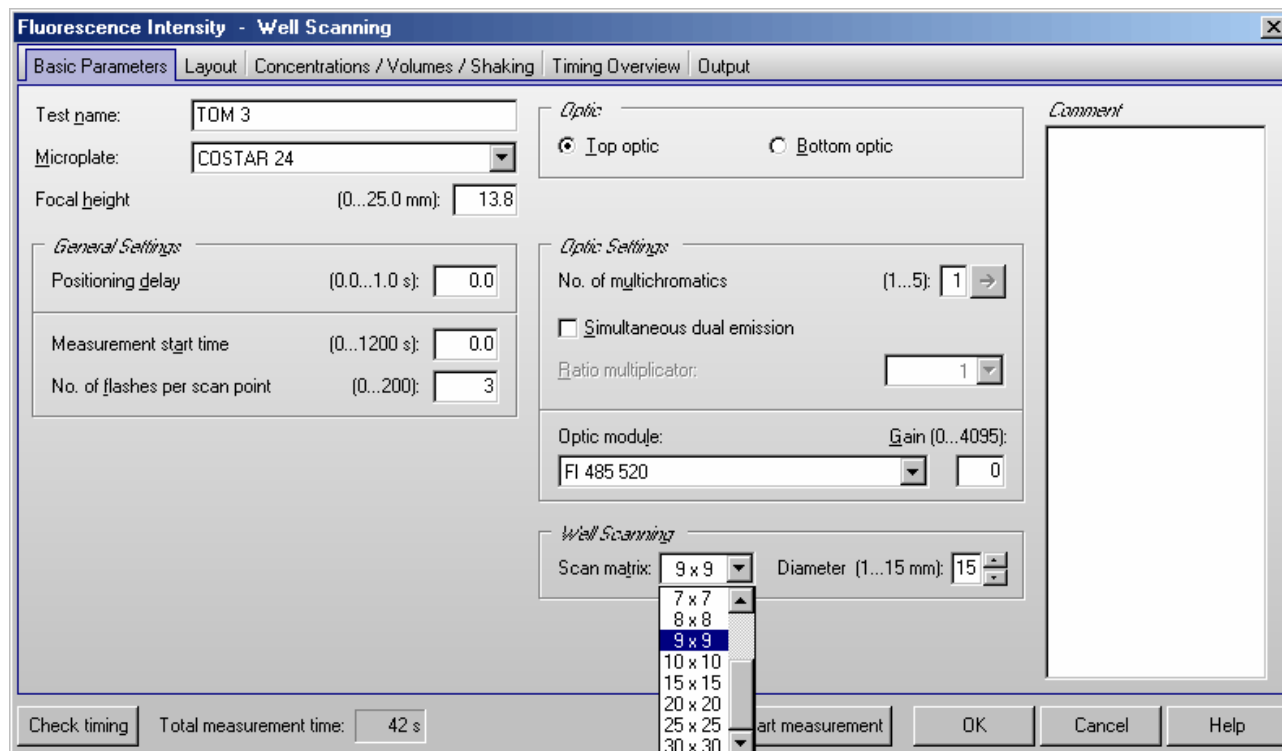 Fluorescence Intensity - Well Scanning
Basic Parameters Layout Concentrations / Volumes / Shaking Timing Overview Output
Test name: TOM 3
Microplate: COSTAR 24
Focal height (0...25.0 mm): 13.8
General Settings
Positioning delay (0.0...1.0 s): 0.0
Measurement start time (0...1200 s): 0.0
No. of flashes per scan point (0...200): 3
Optic
Top optic Bottom optic
Optic Settings
No. of multichromatics (1...5): 1
Simultaneous dual emission
Ratio multiplicator: 1
Optic module: Gain (0...4095):
FI 485 520 0
Well Scanning
Scan matrix: 9 x 9 Diameter (1...15 mm): 15
7 x 7
8 x 8
9 x 9
10 x 10
15 x 15
20 x 20
25 x 25
30 x 30
Comment
Check timing Total measurement time: 42 s art measurement OK Cancel Help